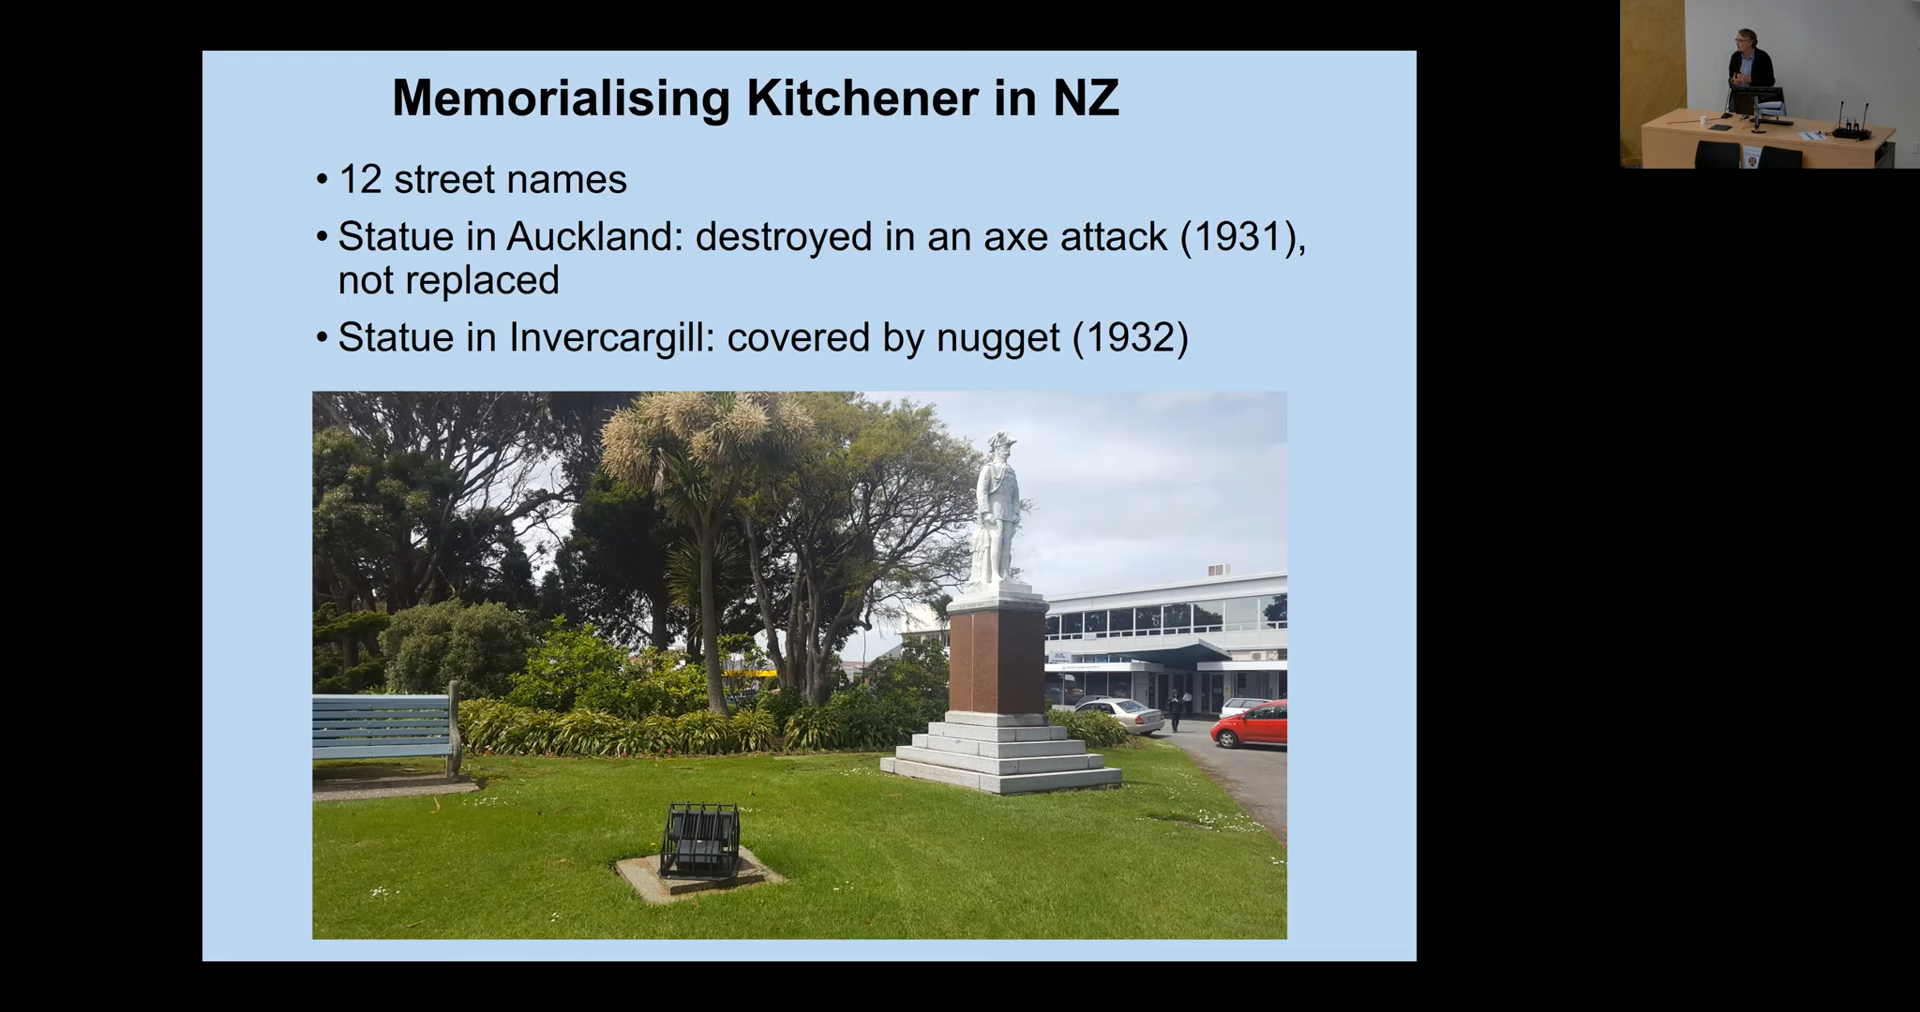 Memorialising Kitchener in NZ
• 12 street names
• Statue in Auckland: destroyed in an axe attack (1931),
not replaced
• Statue in Invercargill: covered by nugget (1932)